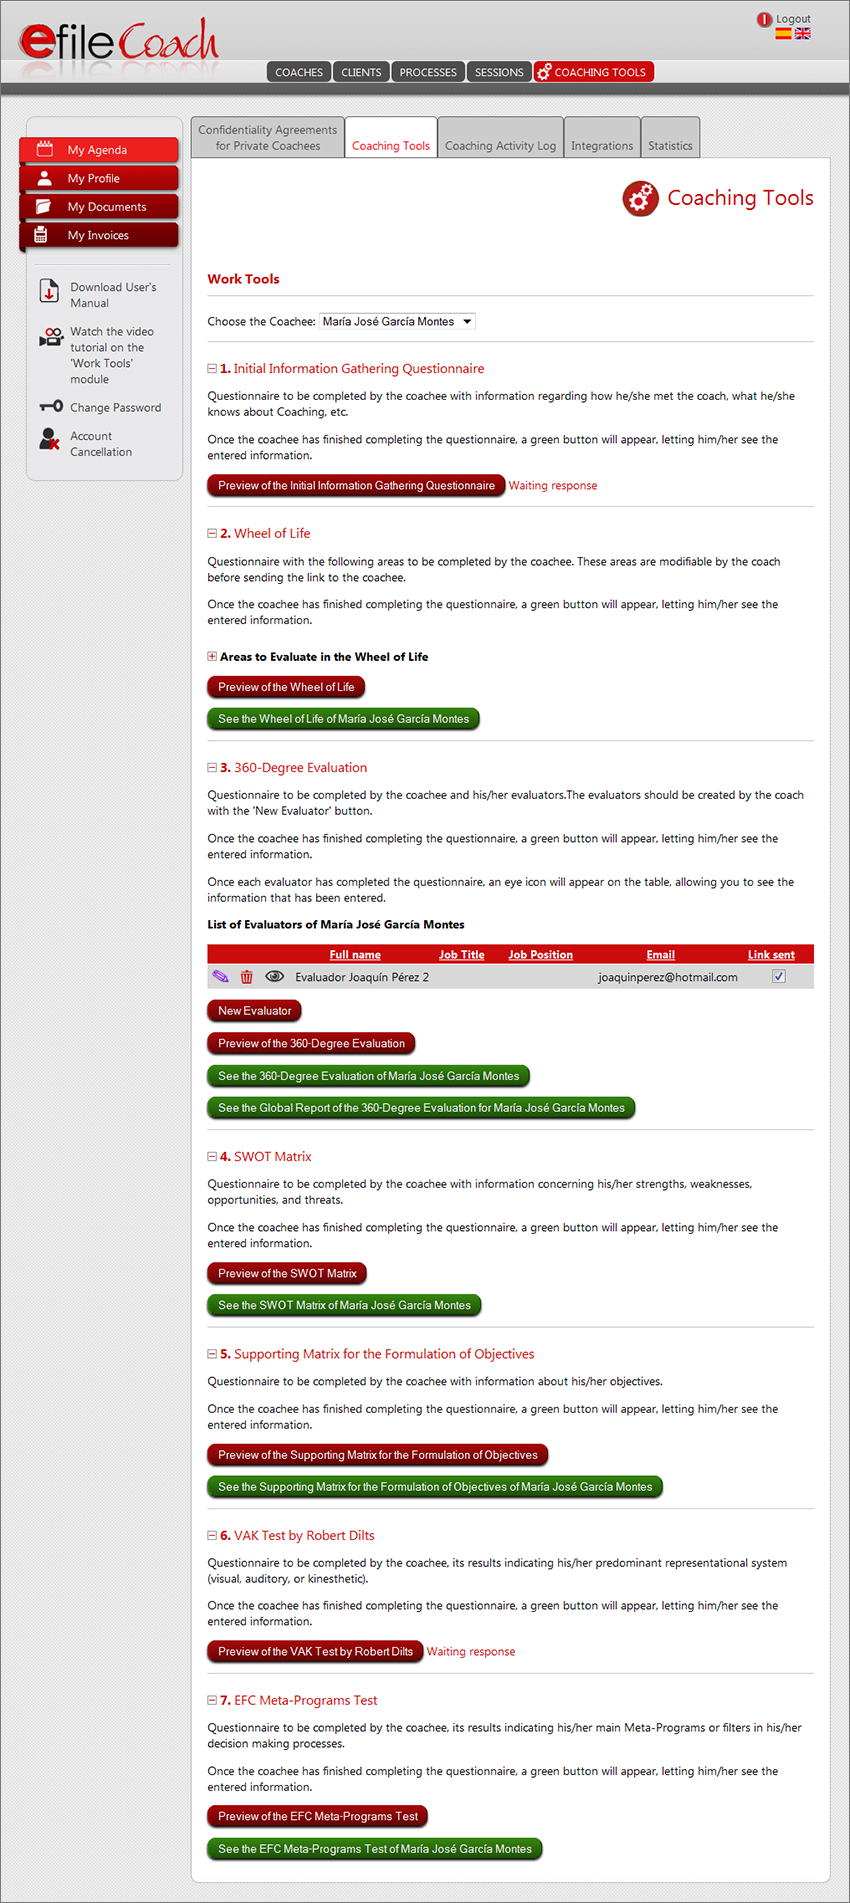 efileCoach
Logout
COACHES
CLIENTS
PROCESSES
SESSIONS
COACHING TOOLS
My Agenda
My Profile
My Documents
My Invoices
Download User's
Manual
Watch the video
tutorial on the
'Work Tools'
module
Change Password
Account
Cancellation
Confidentiality Agreements
for Private Coachees
Coaching Tools
Coaching Activity Log
Integrations
Statistics
Coaching Tools
Work Tools
Choose the Coachee: María José García Montes
1. Initial Information Gathering Questionnaire
Questionnaire to be completed by the coachee with information regarding how he/she met the coach, what he/she
knows about Coaching, etc.
Once the coachee has finished completing the questionnaire, a green button will appear, letting him/her see the
entered information.
Preview of the Initial Information Gathering Questionnaire Waiting response
2. Wheel of Life
Questionnaire with the following areas to be completed by the coachee. These areas are modifiable by the coach
before sending the link to the coachee.
Once the coachee has finished completing the questionnaire, a green button will appear, letting him/her see the
entered information.
Areas to Evaluate in the Wheel of Life
Preview of the Wheel of Life
See the Wheel of Life of María José García Montes
3. 360-Degree Evaluation
Questionnaire to be completed by the coachee and his/her evaluators.The evaluators should be created by the coach
with the 'New Evaluator' button.
Once the coachee has finished completing the questionnaire, a green button will appear, letting him/her see the
entered information.
Once each evaluator has completed the questionnaire, an eye icon will appear on the table, allowing you to see the
information that has been entered.
List of Evaluators of María José García Montes
Full name Job Title Job Position Email Link sent
Evaluador Joaquín Pérez 2 joaquinperez@hotmail.com
New Evaluator
Preview of the 360-Degree Evaluation
See the 360-Degree Evaluation of María José García Montes
See the Global Report of the 360-Degree Evaluation for María José García Montes
4. SWOT Matrix
Questionnaire to be completed by the coachee with information concerning his/her strengths, weaknesses,
opportunities, and threats.
Once the coachee has finished completing the questionnaire, a green button will appear, letting him/her see the
entered information.
Preview of the SWOT Matrix
See the SWOT Matrix of María José García Montes
5. Supporting Matrix for the Formulation of Objectives
Questionnaire to be completed by the coachee with information about his/her objectives.
Once the coachee has finished completing the questionnaire, a green button will appear, letting him/her see the
entered information.
Preview of the Supporting Matrix for the Formulation of Objectives
See the Supporting Matrix for the Formulation of Objectives of María José García Montes
6. VAK Test by Robert Dilts
Questionnaire to be completed by the coachee, its results indicating his/her predominant representational system
(visual, auditory, or kinesthetic).
Once the coachee has finished completing the questionnaire, a green button will appear, letting him/her see the
entered information.
Preview of the VAK Test by Robert Dilts Waiting response
7. EFC Meta-Programs Test
Questionnaire to be completed by the coachee, its results indicating his/her main Meta-Programs or filters in his/her
decision making processes.
Once the coachee has finished completing the questionnaire, a green button will appear, letting him/her see the
entered information.
Preview of the EFC Meta-Programs Test
See the EFC Meta-Programs Test of María José García Montes